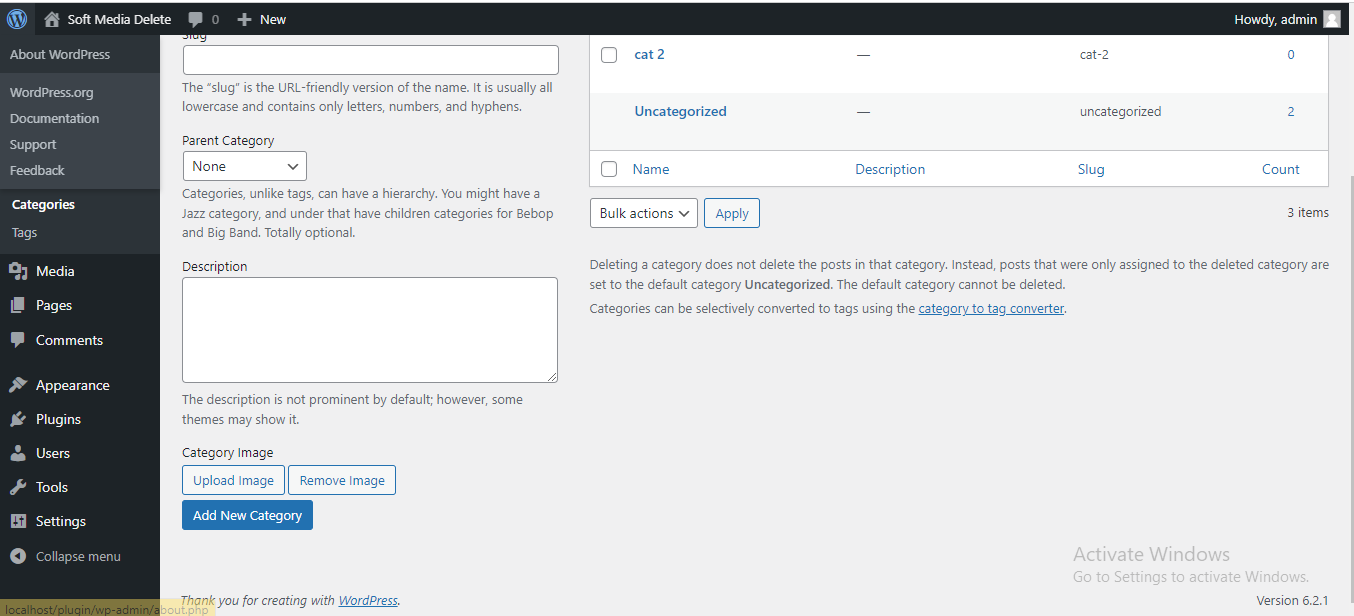 Soft Media Delete 0 New Howdy, admin
About WordPress
WordPress.org
Documentation
Support
Feedback
Categories
Tags
Media
Pages
Comments
Appearance
Plugins
Users
Tools
Settings
Collapse menu
localhost/plugin/wp-admin/about.php
Slug
The “slug” is the URL-friendly version of the name. It is usually all
lowercase and contains only letters, numbers, and hyphens.
Parent Category
None
Categories, unlike tags, can have a hierarchy. You might have a
Jazz category, and under that have children categories for Bebop
and Big Band. Totally optional.
Description
The description is not prominent by default; however, some
themes may show it.
Category Image
Upload Image Remove Image
Add New Category
cat 2 — cat-2 0
Uncategorized — uncategorized 2
Name Description Slug Count
Bulk actions Apply 3 items
Deleting a category does not delete the posts in that category. Instead, posts that were only assigned to the deleted category are
set to the default category Uncategorized. The default category cannot be deleted.
Categories can be selectively converted to tags using the category to tag converter.
Activate Windows
Go to Settings to activate Windows.
Thank you for creating with WordPress. Version 6.2.1